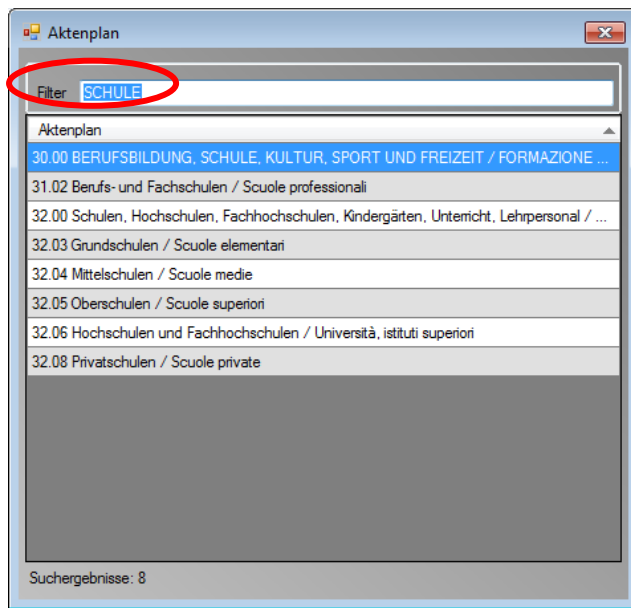 Aktenplan
Filter SCHULE
Aktenplan
30.00 BERUFSBILDUNG, SCHULE, KULTUR, SPORT UND FREIZEIT / FORMAZIONE ...
31.02 Berufs- und Fachschulen / Scuole professionali
32.00 Schulen, Hochschulen, Fachhochschulen, Kindergärten, Unterricht, Lehrpersonal / ...
32.03 Grundschulen / Scuole elementari
32.04 Mittelschulen / Scuole medie
32.05 Oberschulen / Scuole superiori
32.06 Hochschulen und Fachhochschulen / Università, istituti superiori
32.08 Privatschulen / Scuole private
Suchergebnisse: 8